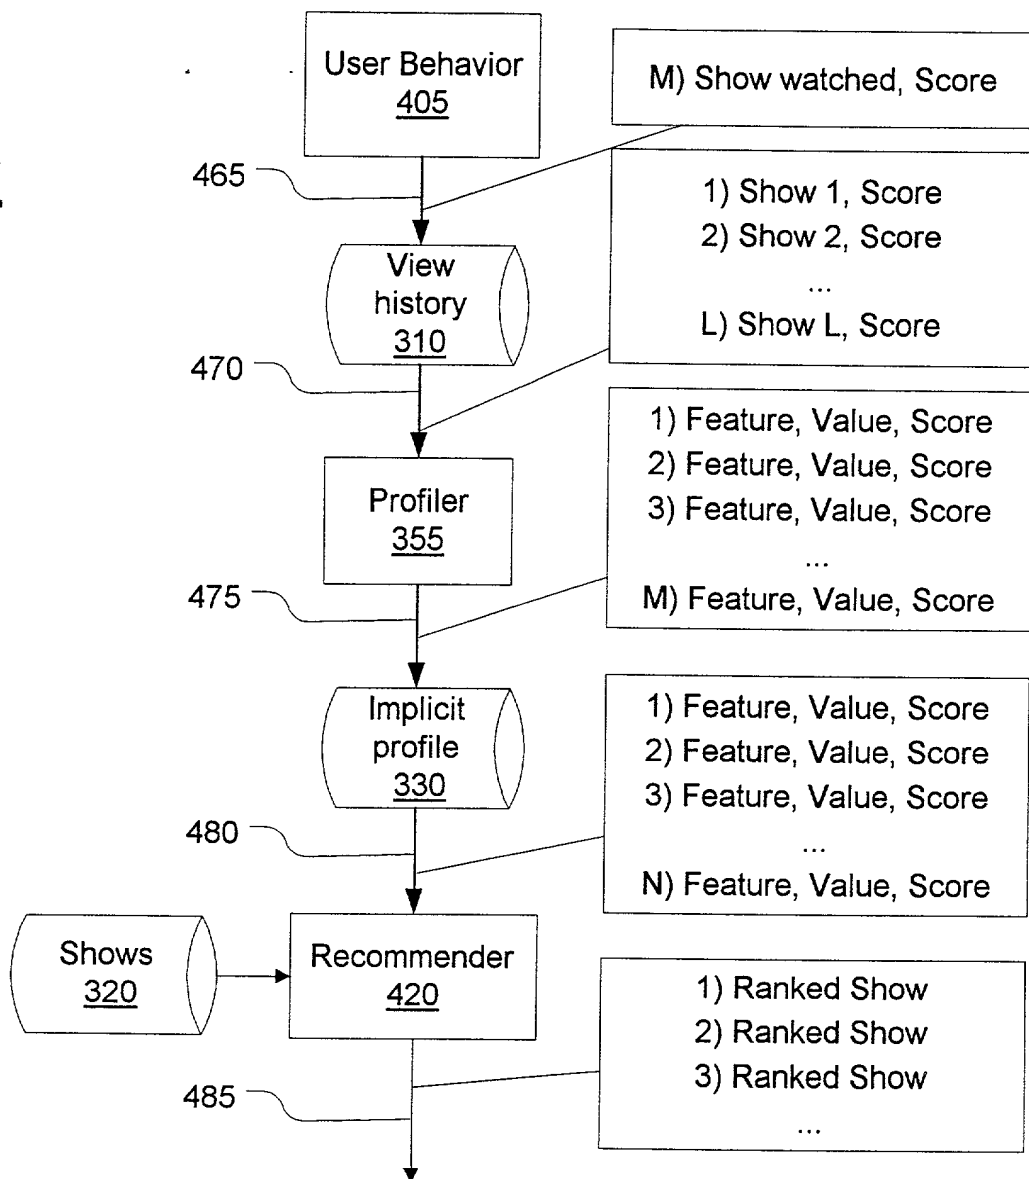 User Behavior
405
M) Show watched, Score
465
1) Show 1, Score
2) Show 2, Score
...
L) Show L, Score
View
history
310
470
1) Feature, Value, Score
2) Feature, Value, Score
3) Feature, Value, Score
...
M) Feature, Value, Score
Profiler
355
475
Implicit
profile
330
1) Feature, Value, Score
2) Feature, Value, Score
3) Feature, Value, Score
...
N) Feature, Value, Score
480
Shows
320
Recommender
420
1) Ranked Show
2) Ranked Show
3) Ranked Show
...
485